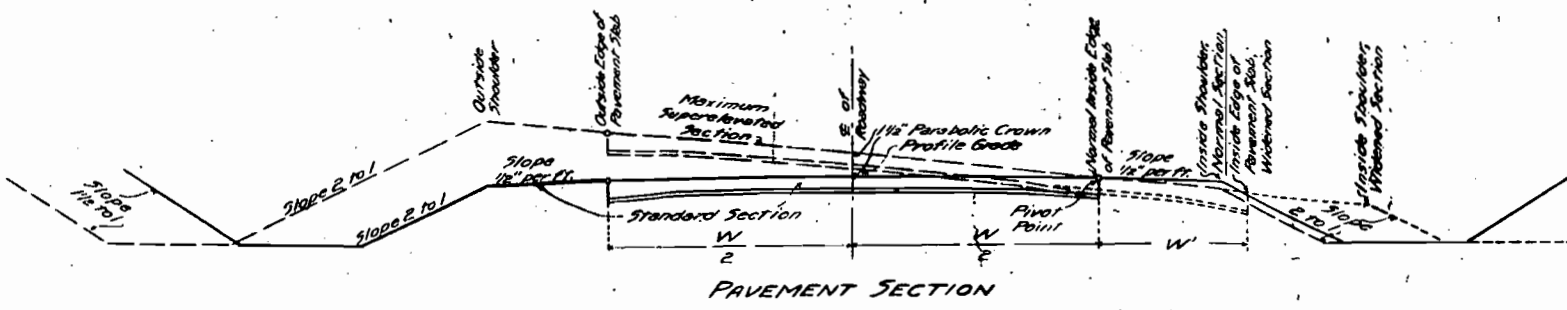 Outside
Shoulder
Outside Edge of
Pavement Slab
Maximum
Superelevated
Section
℄ of
Roadway
1½" Parabolic Crown
Profile Grade
Normal Inside Edge
of Pavement Slab
Slope
½" per ft.
Inside Shoulder,
Normal Section,
Inside Edge of
Pavement Slab,
Widened Section
Inside Shoulder,
Widened Section
Slope
1½ to 1
Slope 2 to 1
Slope 2 to 1
Slope
½" per ft.
Standard Section
Pivot
Point
Slope
2 to 1
W
2
W
2
W'
PAVEMENT SECTION